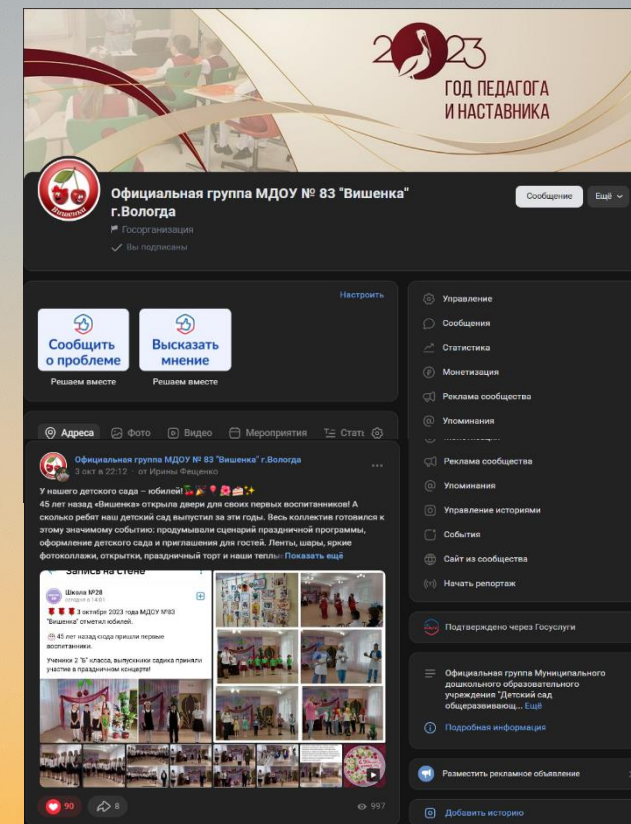 2023
ГОД ПЕДАГОГА
И НАСТАВНИКА
Вишенка
Официальная группа МДОУ № 83 "Вишенка"
г.Вологда
Госорганизация
Вы подписаны
Сообщение
Ещё
Настроить
Сообщить
о проблеме
Высказать
мнение
Решаем вместе
Решаем вместе
Адреса
Фото
Видео
Мероприятия
Стать
Официальная группа МДОУ № 83 "Вишенка" г.Вологда
3 окт в 22:12 · от Ирины Фещенко
У нашего детского сада – юбилей!
45 лет назад «Вишенка» открыла двери для своих первых воспитанников! А
сколько ребят наш детский сад выпустил за эти годы. Весь коллектив готовился к
этому значимому событию: продумывали сценарий праздничной программы,
оформление детского сада и приглашения для гостей. Ленты, шары, яркие
фотоколлажи, открытки, праздничный торт и наши теплы Показать ещё
Запись на стене
Школа №28
сегодня в 14:01
3 октября 2023 года МДОУ №83
"Вишенка" отметил юбилей.
45 лет назад сюда пришли первые
воспитанники.
Ученики 2 "Б" класса, выпускники садика приняли
участие в праздничном концерте!
90
8
997
Управление
Сообщения
Статистика
Монетизация
Реклама сообщества
Упоминания
Реклама сообщества
Упоминания
Управление историями
События
Сайт из сообщества
Начать репортаж
Подтверждено через Госуслуги
Официальная группа Муниципального
дошкольного образовательного
учреждения "Детский сад
общеразвивающ... Ещё
Подробная информация
Разместить рекламное объявление
Добавить историю